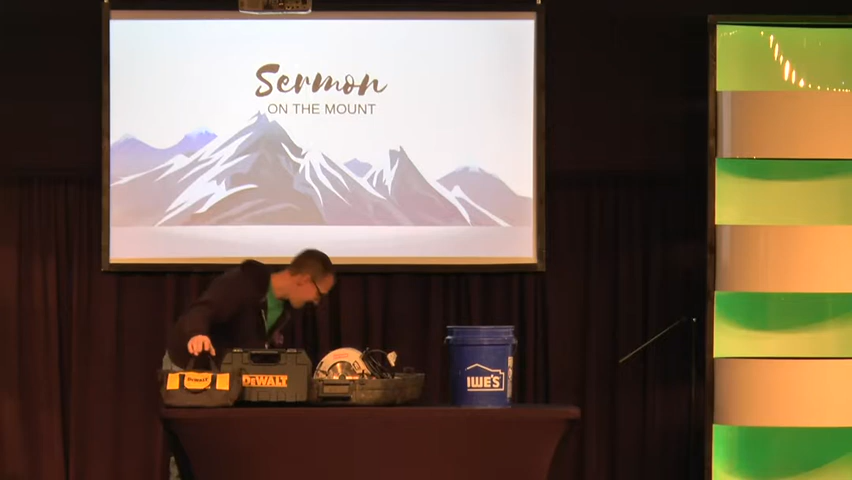 Sermon
ON THE MOUNT
DEWALT
DEWALT
LOWE'S